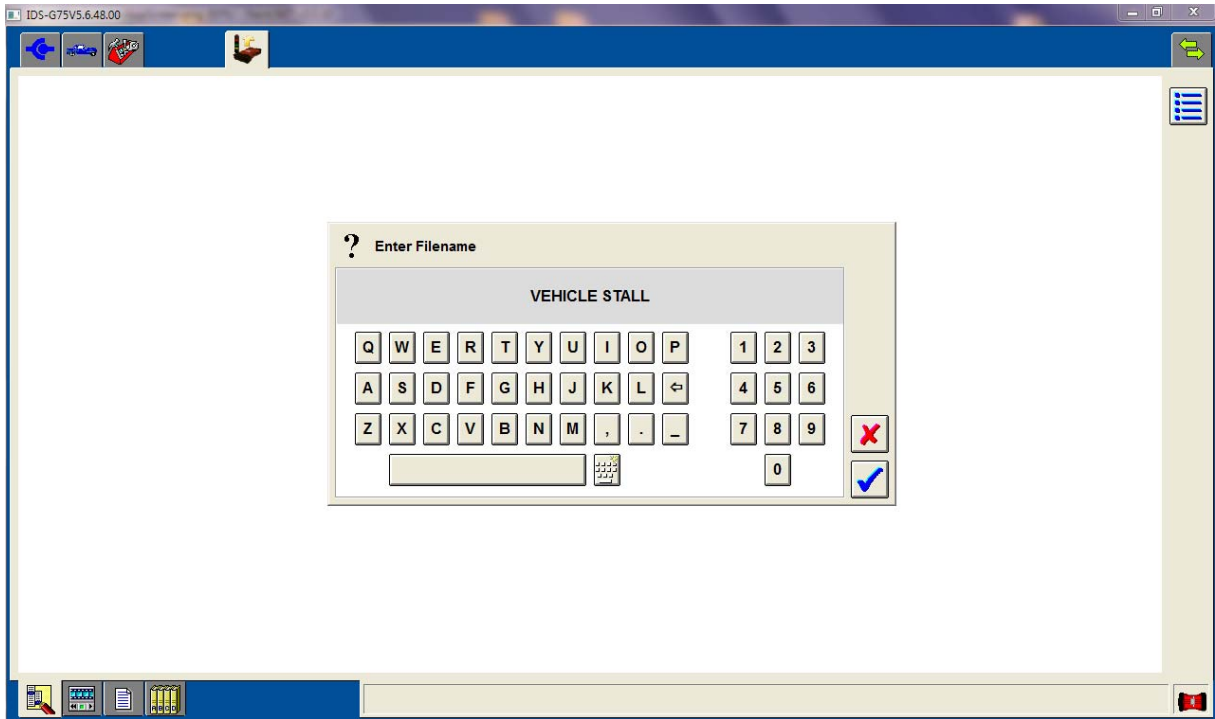 IDS-G75V5.6.48.00
? Enter Filename
VEHICLE STALL
Q W E R T Y U I O P 1 2 3
A S D F G H J K L 4 5 6
Z X C V B N M , . _ 7 8 9
0